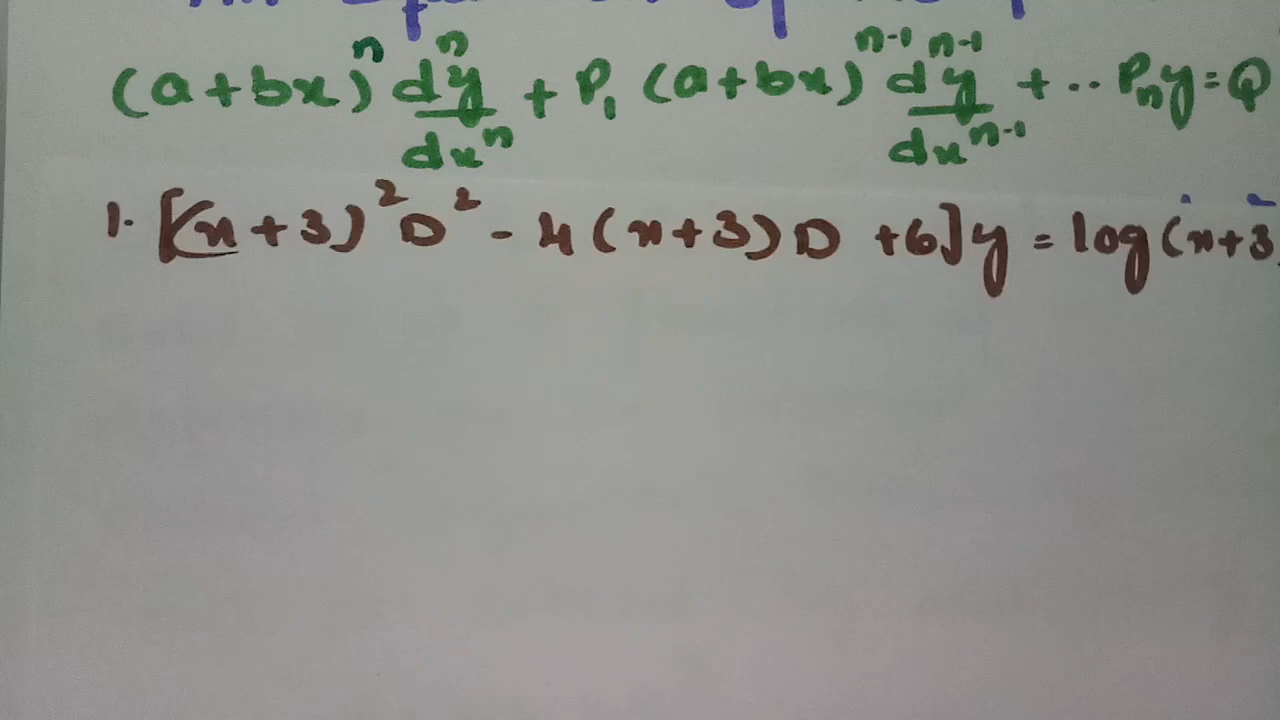 (a+bx)^n d^n y/dx^n + P_1 (a+bx)^{n-1} d^{n-1}y/dx^{n-1} + .. P_n y = Q
1. [(x+3)^2 D^2 - 4(x+3)D +6]y = log(x+3